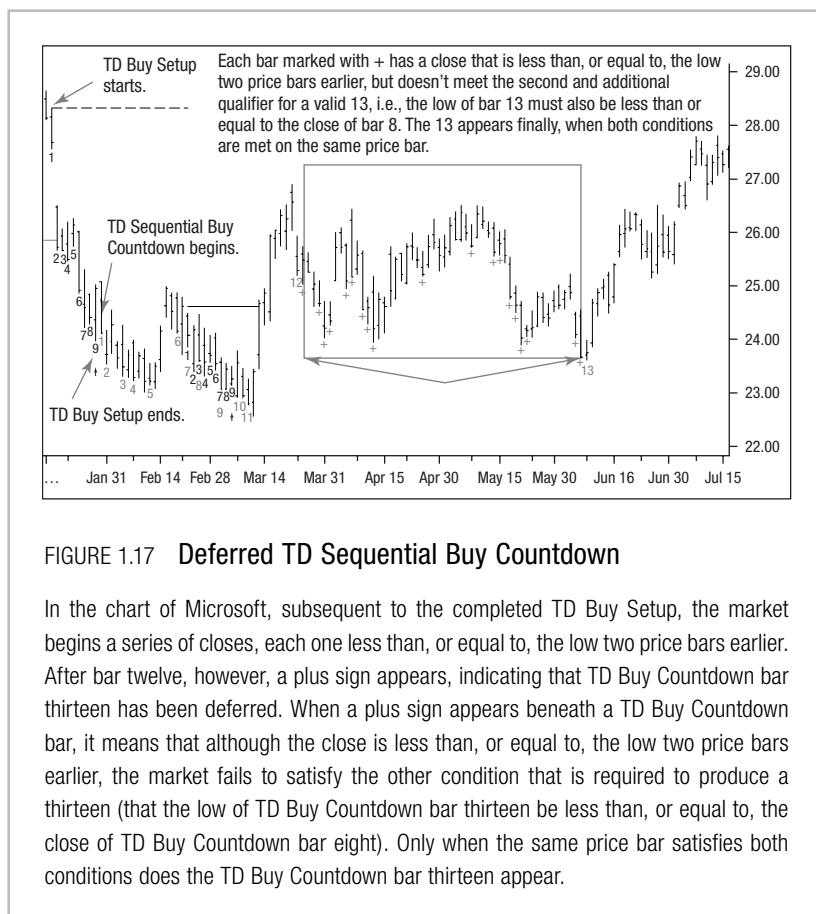 TD Buy Setup
starts.
Each bar marked with + has a close that is less than, or equal to, the low
two price bars earlier, but doesn't meet the second and additional
qualifier for a valid 13, i.e., the low of bar 13 must also be less than or
equal to the close of bar 8. The 13 appears finally, when both conditions
are met on the same price bar.
29.00
28.00
27.00
26.00
25.00
24.00
23.00
22.00
1
TD Sequential Buy
Countdown begins.
23
4
5
6
78
9
1
2
3
4
5
6
7
2
3
8
4
5
6
78
9
9
10
11
12
+ + + + + + + + + + + + + + + + + +
13
TD Buy Setup ends.
... Jan 31 Feb 14 Feb 28 Mar 14 Mar 31 Apr 15 Apr 30 May 15 May 30 Jun 16 Jun 30 Jul 15
FIGURE 1.17 Deferred TD Sequential Buy Countdown
In the chart of Microsoft, subsequent to the completed TD Buy Setup, the market
begins a series of closes, each one less than, or equal to, the low two price bars earlier.
After bar twelve, however, a plus sign appears, indicating that TD Buy Countdown bar
thirteen has been deferred. When a plus sign appears beneath a TD Buy Countdown
bar, it means that although the close is less than, or equal to, the low two price bars
earlier, the market fails to satisfy the other condition that is required to produce a
thirteen (that the low of TD Buy Countdown bar thirteen be less than, or equal to, the
close of TD Buy Countdown bar eight). Only when the same price bar satisfies both
conditions does the TD Buy Countdown bar thirteen appear.